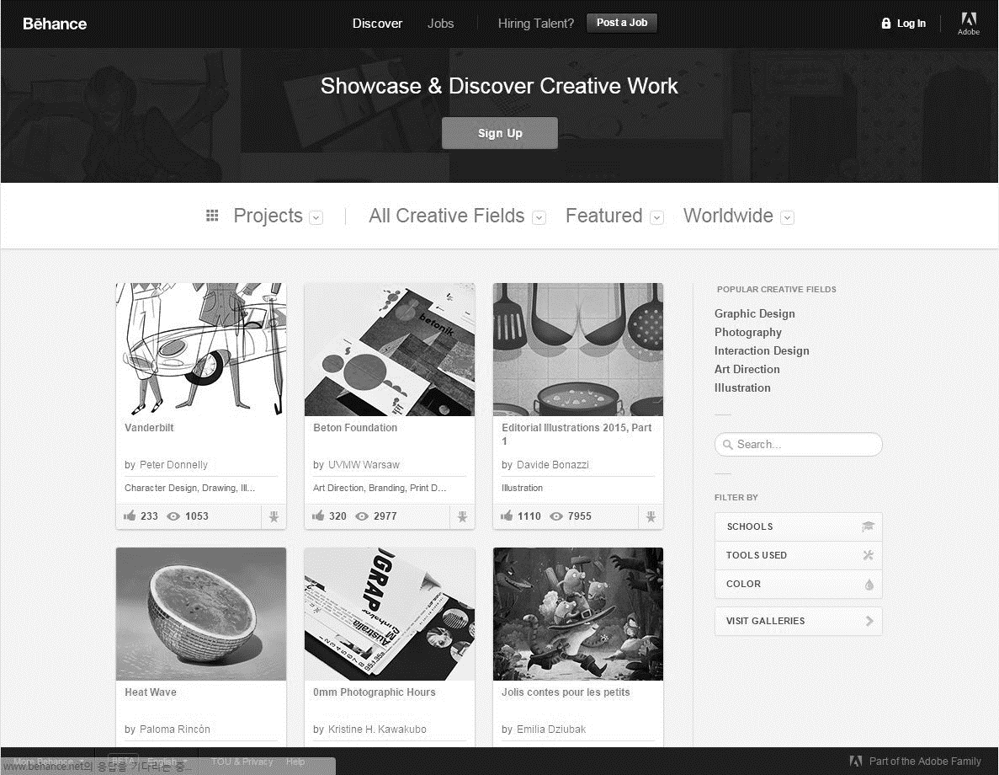 Bēhance
Discover Jobs Hiring Talent? Post a Job Log In
Adobe
Showcase & Discover Creative Work
Sign Up
Projects All Creative Fields Featured Worldwide
betonik
Vanderbilt
by Peter Donnelly
Character Design, Drawing, Ill...
233 1053
Beton Foundation
by UVMW Warsaw
Art Direction, Branding, Print D...
320 2977
Editorial Illustrations 2015, Part
1
by Davide Bonazzi
Illustration
1110 7955
OGRAP
Australia
Heat Wave
by Paloma Rincón
0mm Photographic Hours
by Kristine H. Kawakubo
Jolis contes pour les petits
by Emilia Dziubak
POPULAR CREATIVE FIELDS
Graphic Design
Photography
Interaction Design
Art Direction
Illustration
Search...
FILTER BY
SCHOOLS
TOOLS USED
COLOR
VISIT GALLERIES
More Behance BETA English TOU & Privacy Help
www.behance.net의 응답을 기다리는 중...
Part of the Adobe Family